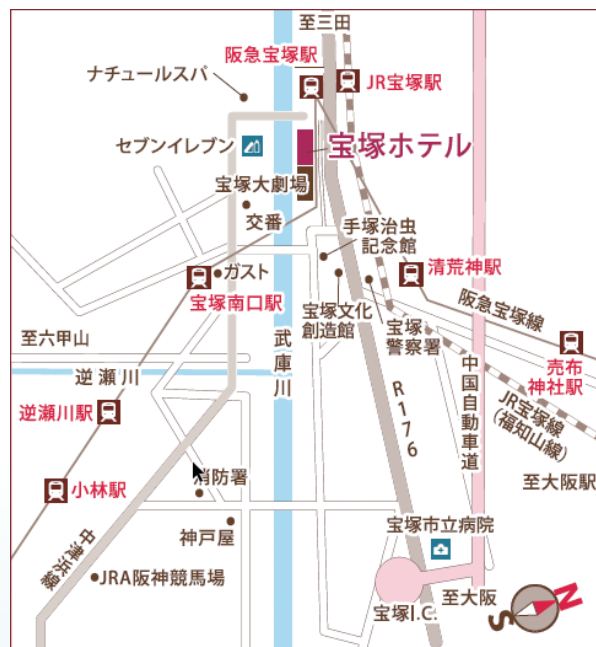 至三田
阪急宝塚駅
JR宝塚駅
ナチュールスパ
セブンイレブン
宝塚ホテル
宝塚大劇場
交番
手塚治虫
記念館
ガスト
清荒神駅
宝塚南口駅
宝塚文化
創造館
宝塚
警察署
阪急宝塚線
至六甲山
武庫川
売布
神社駅
逆瀬川
中国自動車道
JR宝塚線
(福知山線)
R176
逆瀬川駅
小林駅
消防署
至大阪駅
神戸屋
宝塚市立病院
中津浜線
JRA阪神競馬場
宝塚I.C.
至大阪
N
S